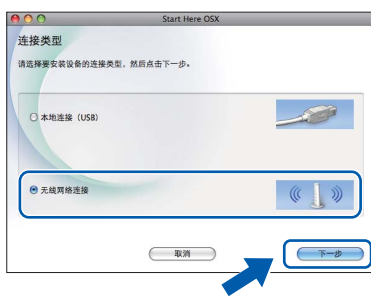 Start Here OSX
连接类型
请选择要安装设备的连接类型，然后点击下一步。
本地连接（USB）
无线网络连接
取消
下一步